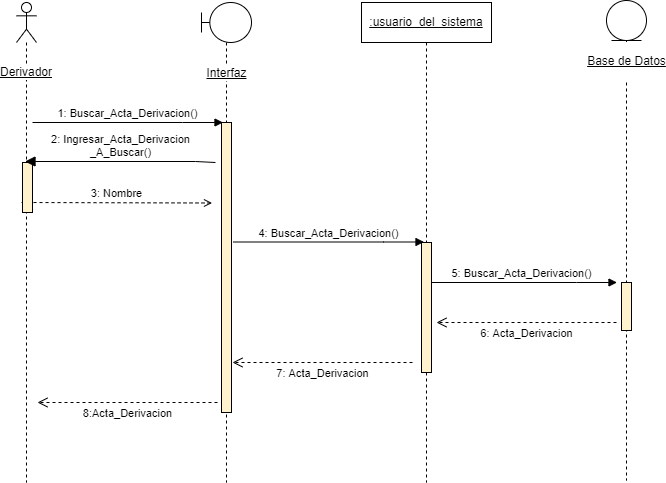 :usuario_del_sistema
Derivador
Interfaz
Base de Datos
1: Buscar_Acta_Derivacion()
2: Ingresar_Acta_Derivacion
_A_Buscar()
3: Nombre
4: Buscar_Acta_Derivacion()
5: Buscar_Acta_Derivacion()
6: Acta_Derivacion
7: Acta_Derivacion
8:Acta_Derivacion